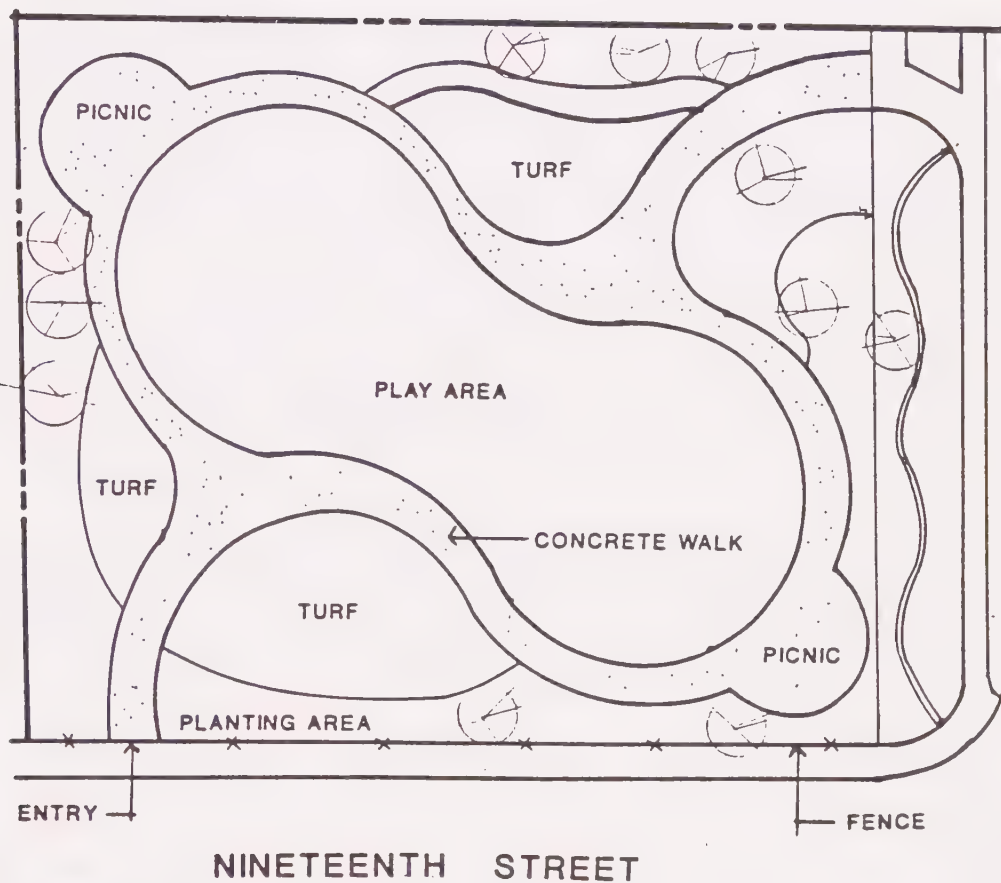 PICNIC
TURF
PLAY AREA
TURF
CONCRETE WALK
TURF
PICNIC
PLANTING AREA
ENTRY
FENCE
NINETEENTH STREET